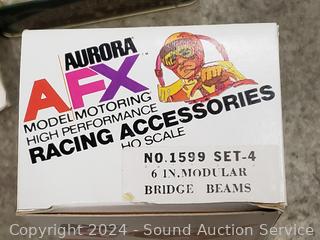 AURORA
AFX
MODEL MOTORING
HIGH PERFORMANCE
RACING ACCESSORIES
HO SCALE
NO.1599 SET-4
6 IN.MODULAR
BRIDGE BEAMS
Copyright 2024 - Sound Auction Service